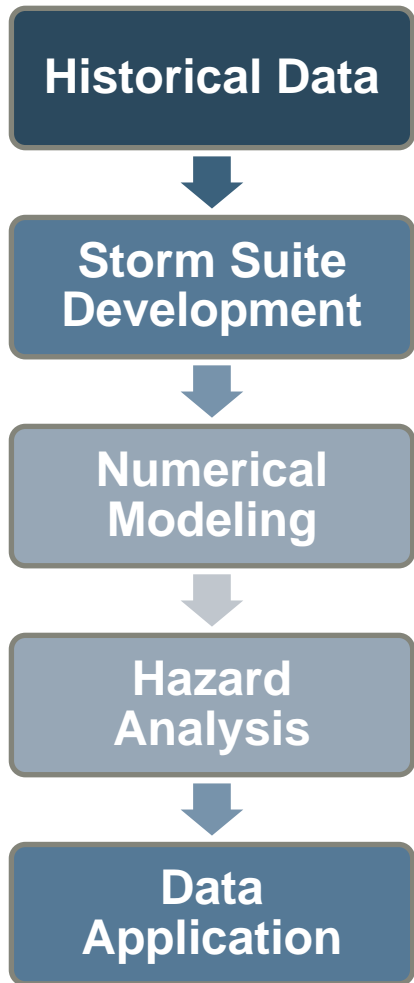 Historical Data
Storm Suite
Development
Numerical
Modeling
Hazard
Analysis
Data
Application